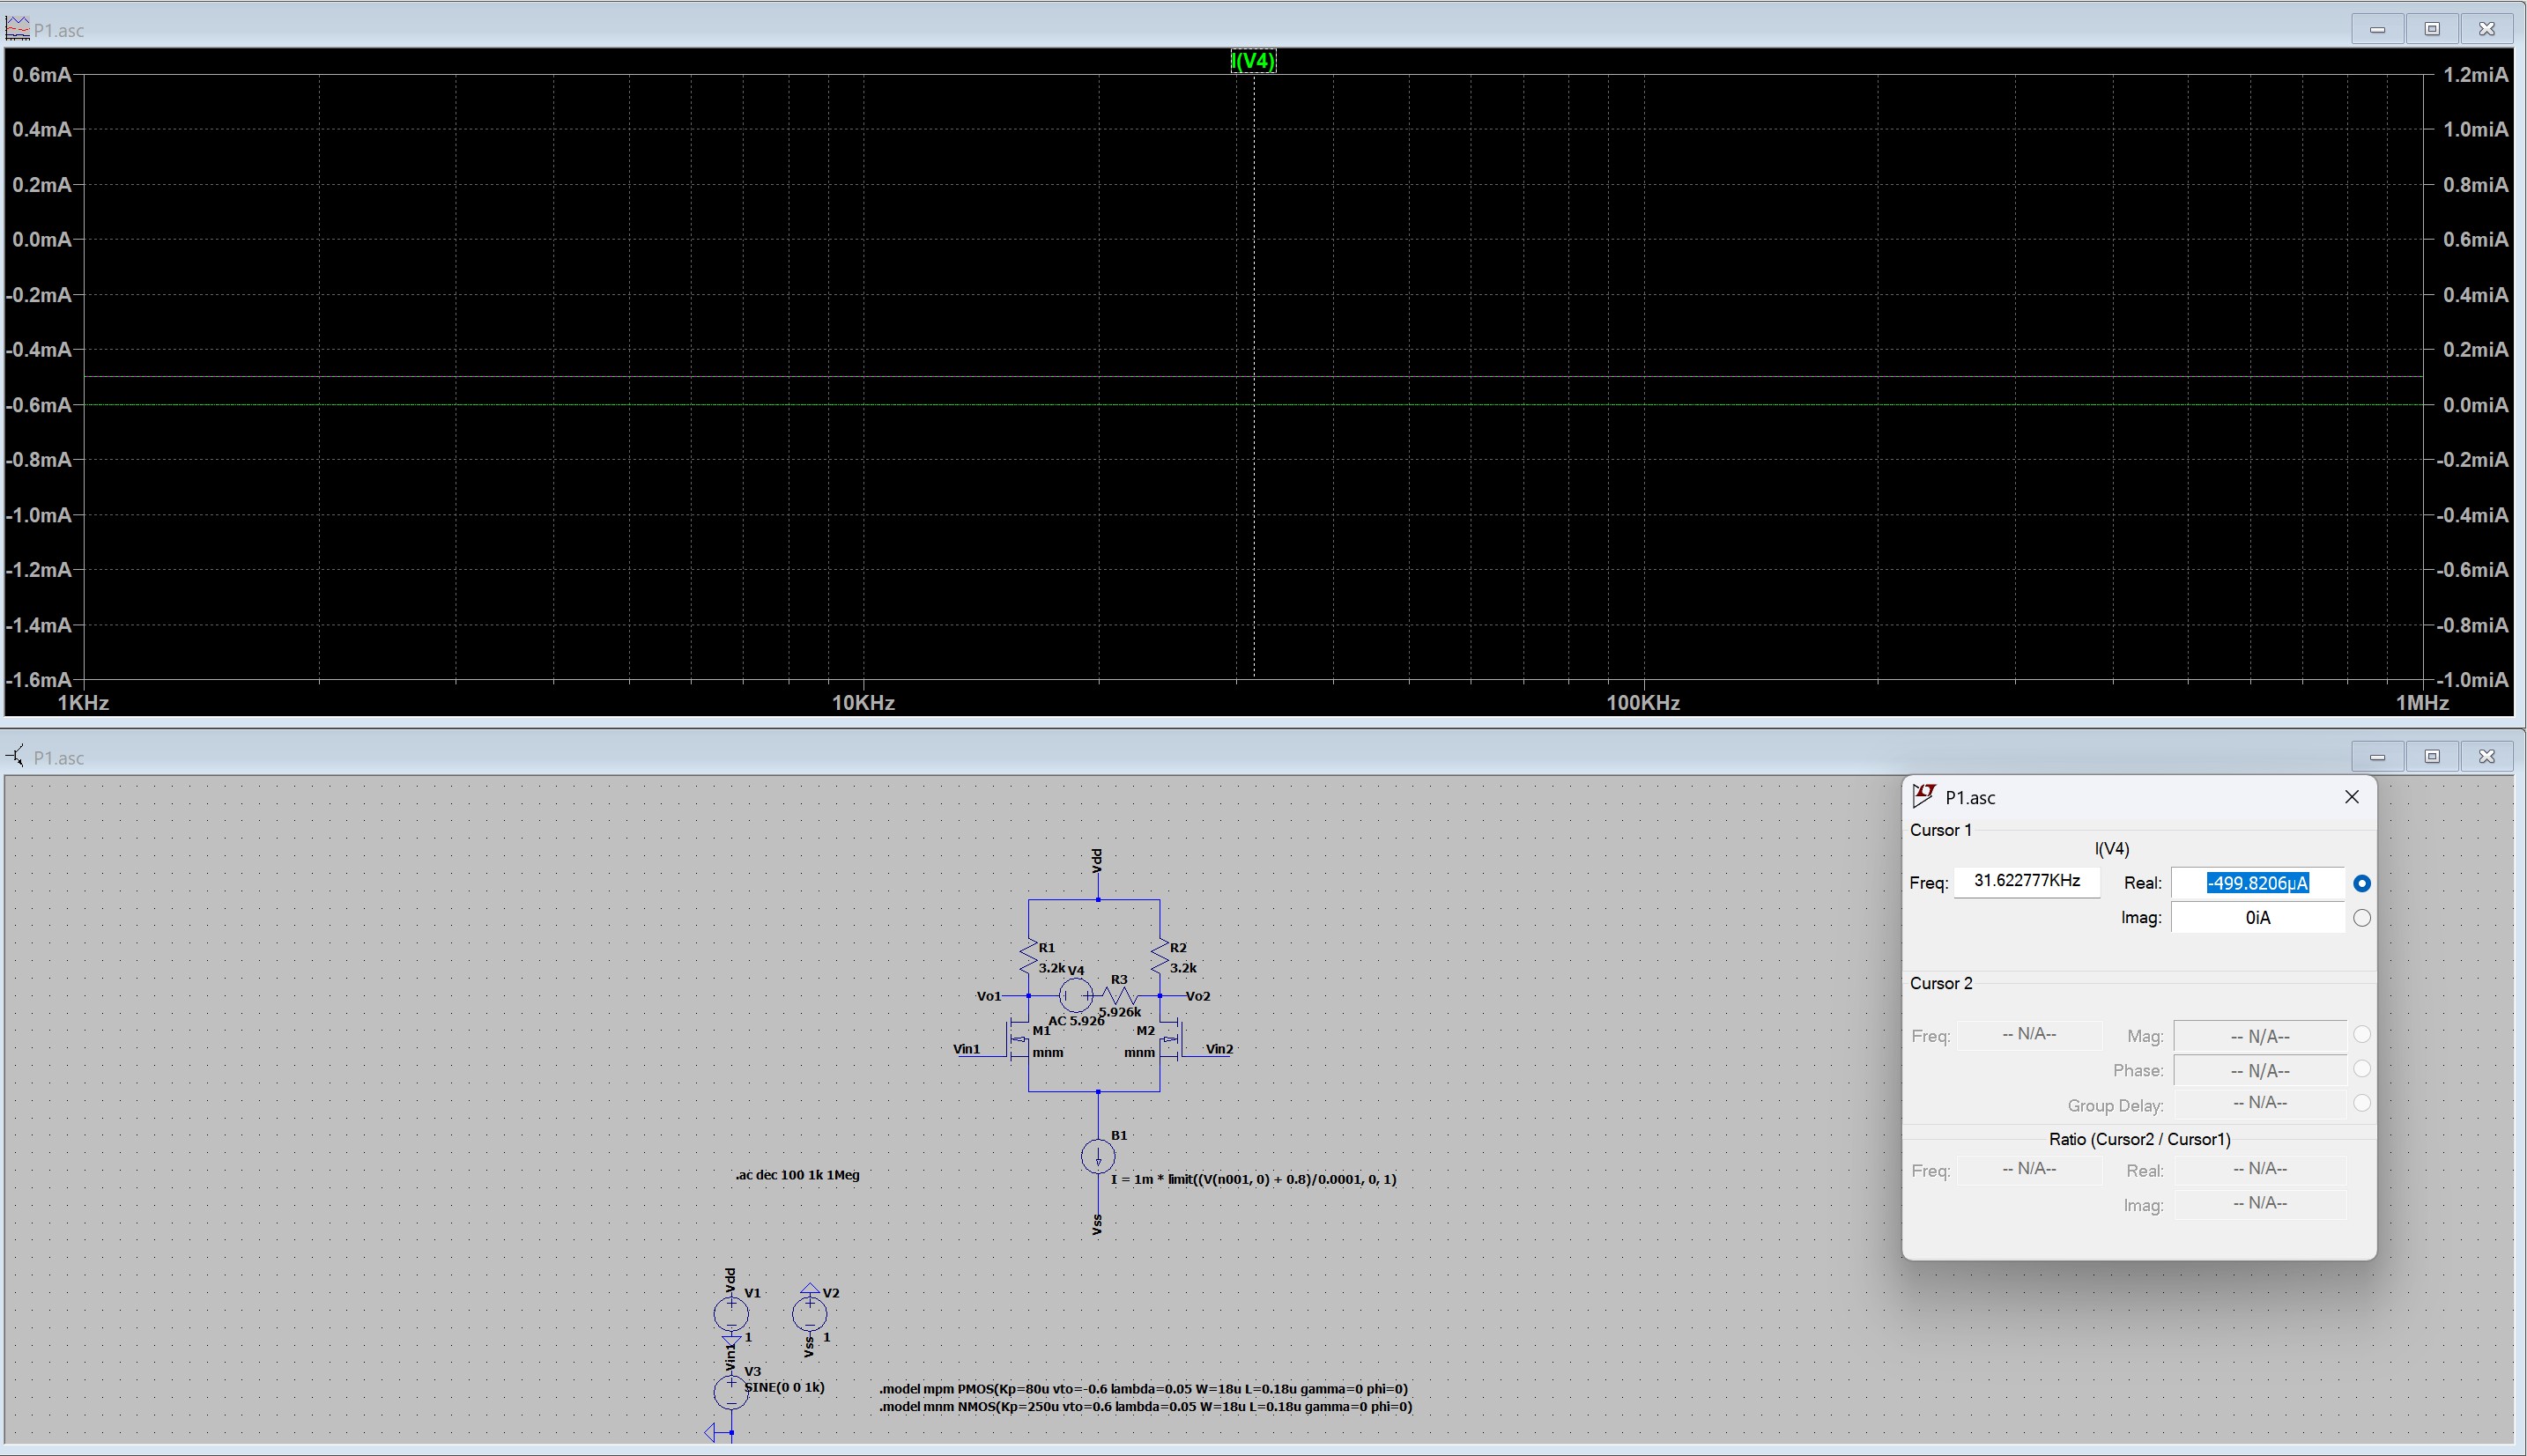 P1.asc
I(V4)
0.6mA
0.4mA
0.2mA
0.0mA
-0.2mA
-0.4mA
-0.6mA
-0.8mA
-1.0mA
-1.2mA
-1.4mA
-1.6mA
1.2miA
1.0miA
0.8miA
0.6miA
0.4miA
0.2miA
0.0miA
-0.2miA
-0.4miA
-0.6miA
-0.8miA
-1.0miA
1KHz
10KHz
100KHz
1MHz
P1.asc
Vdd
R1
3.2k
R2
3.2k
V4
R3
Vo1
Vo2
AC 5.926
5.926k
M1
M2
Vin1
mnm
mnm
Vin2
B1
I = 1m * limit((V(n001, 0) + 0.8)/0.0001, 0, 1)
Vss
.ac dec 100 1k 1Meg
Vdd
V1
1
V2
1
Vss
Vin1
V3
SINE(0 0 1k)
.model mpm PMOS(Kp=80u vto=-0.6 lambda=0.05 W=18u L=0.18u gamma=0 phi=0)
.model mnm NMOS(Kp=250u vto=0.6 lambda=0.05 W=18u L=0.18u gamma=0 phi=0)
P1.asc
Cursor 1
I(V4)
Freq: 31.622777KHz Real: -499.8206µA
Imag: 0iA
Cursor 2
Freq: -- N/A-- Mag: -- N/A--
Phase: -- N/A--
Group Delay: -- N/A--
Ratio (Cursor2 / Cursor1)
Freq: -- N/A-- Real: -- N/A--
Imag: -- N/A--